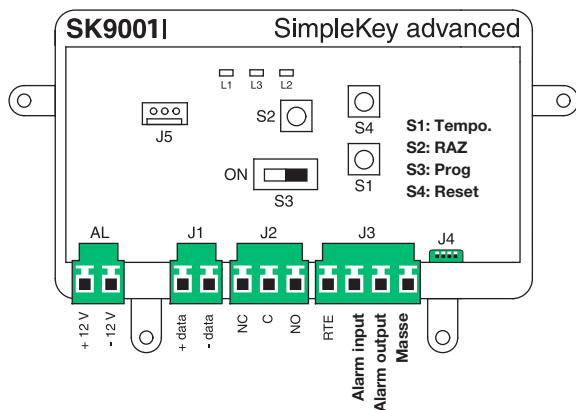 SK9001I SimpleKey advanced
L1 L3 L2
J5
S2
S4
ON
S3
S1
S1: Tempo.
S2: RAZ
S3: Prog
S4: Reset
AL J1 J2 J3 J4
+ 12 V
- 12 V
+ data
- data
NC
C
NO
RTE
Alarm input
Alarm output
Masse